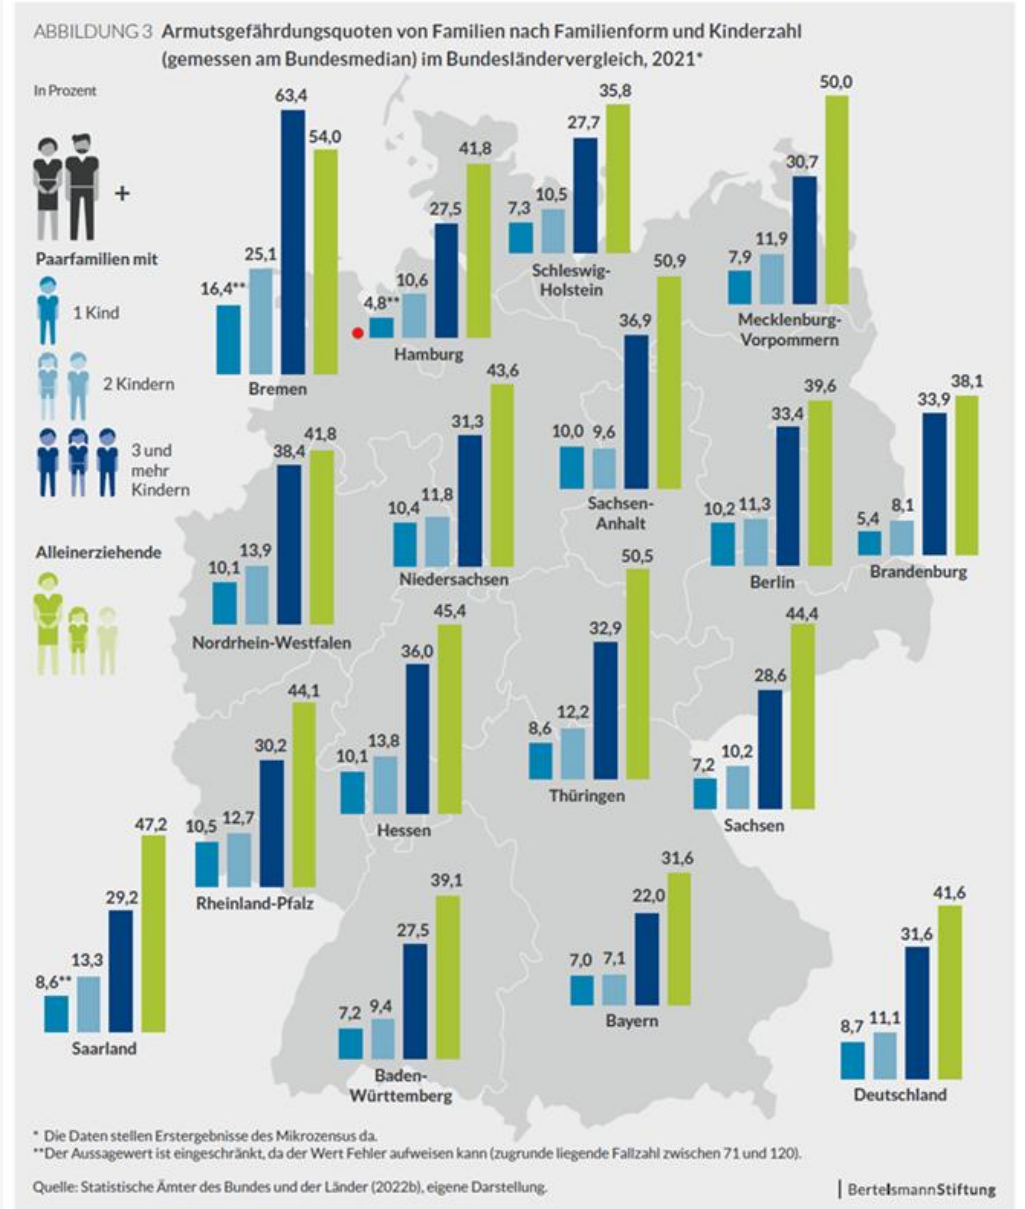 ABBILDUNG 3 Armutsgefährdungsquoten von Familien nach Familienform und Kinderzahl
(gemessen am Bundesmedian) im Bundesländervergleich, 2021*
In Prozent
+
Paarfamilien mit
1 Kind
2 Kindern
3 und
mehr
Kindern
Alleinerziehende
16,4**
25,1
63,4
54,0
Bremen
4,8**
10,6
27,5
41,8
Hamburg
7,3
10,5
27,7
35,8
Schleswig-
Holstein
7,9
11,9
30,7
50,0
Mecklenburg-
Vorpommern
10,1
13,9
38,4
41,8
Nordrhein-Westfalen
10,4
11,8
31,3
43,6
Niedersachsen
10,0
9,6
36,9
50,9
Sachsen-
Anhalt
10,2
11,3
33,4
39,6
Berlin
5,4
8,1
33,9
38,1
Brandenburg
10,5
12,7
30,2
44,1
Rheinland-Pfalz
10,1
13,8
36,0
45,4
Hessen
8,6
12,2
32,9
50,5
Thüringen
7,2
10,2
28,6
44,4
Sachsen
8,6**
13,3
29,2
47,2
Saarland
7,2
9,4
27,5
39,1
Baden-
Württemberg
7,0
7,1
22,0
31,6
Bayern
8,7
11,1
31,6
41,6
Deutschland
* Die Daten stellen Erstergebnisse des Mikrozensus da.
**Der Aussagewert ist eingeschränkt, da der Wert Fehler aufweisen kann (zugrunde liegende Fallzahl zwischen 71 und 120).
Quelle: Statistische Ämter des Bundes und der Länder (2022b), eigene Darstellung.
BertelsmannStiftung